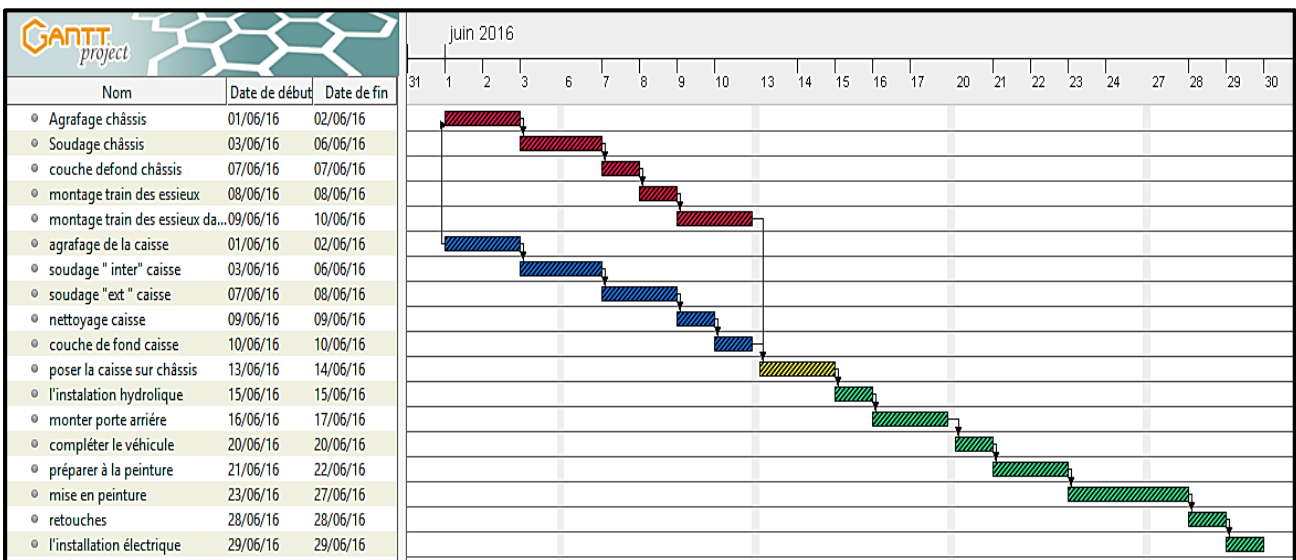 GANTT
project
juin 2016
31 1 2 3 6 7 8 9 10 13 14 15 16 17 20 21 22 23 24 27 28 29 30
Nom Date de début Date de fin
Agrafage châssis 01/06/16 02/06/16
Soudage châssis 03/06/16 06/06/16
couche defond châssis 07/06/16 07/06/16
montage train des essieux 08/06/16 08/06/16
montage train des essieux da... 09/06/16 10/06/16
agrafage de la caisse 01/06/16 02/06/16
soudage " inter" caisse 03/06/16 06/06/16
soudage "ext " caisse 07/06/16 08/06/16
nettoyage caisse 09/06/16 09/06/16
couche de fond caisse 10/06/16 10/06/16
poser la caisse sur châssis 13/06/16 14/06/16
l'instalation hydrolique 15/06/16 15/06/16
monter porte arriére 16/06/16 17/06/16
compléter le véhicule 20/06/16 20/06/16
préparer à la peinture 21/06/16 22/06/16
mise en peinture 23/06/16 27/06/16
retouches 28/06/16 28/06/16
l'installation électrique 29/06/16 29/06/16